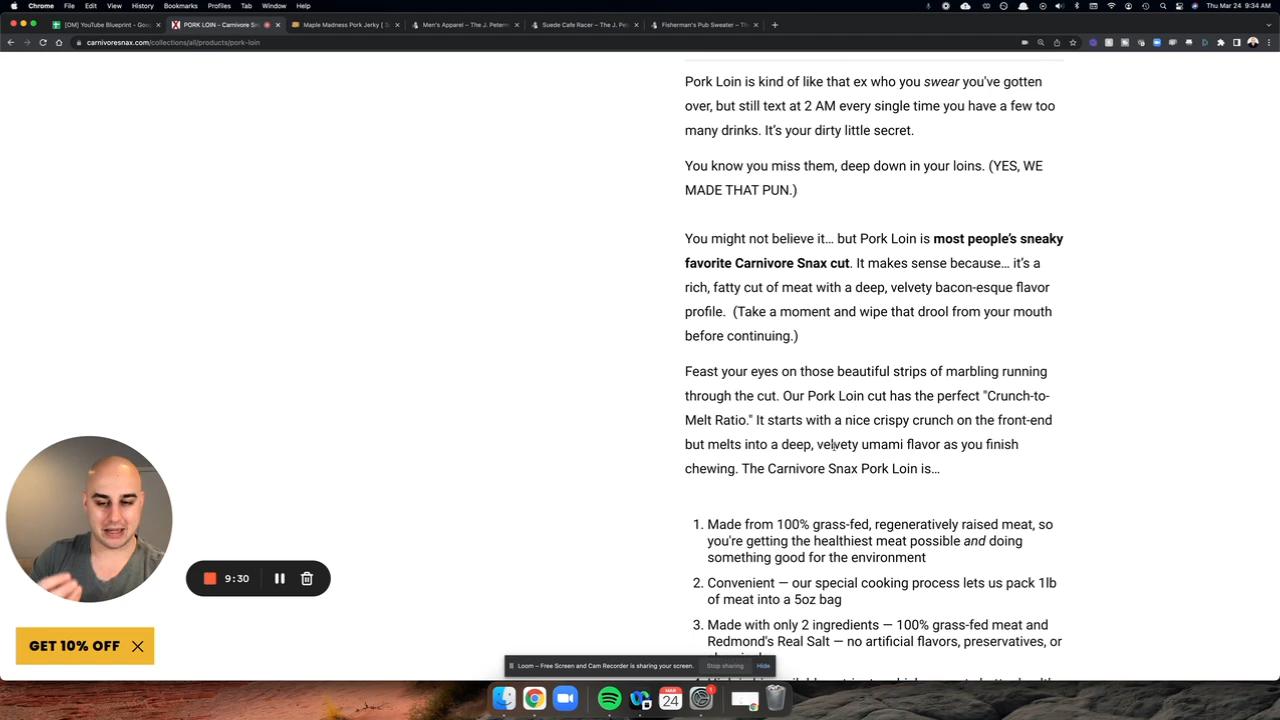 Chrome File Edit View History Bookmarks Profiles Tab Window Help
Thu Mar 24 9:34 AM
[OM] YouTube Blueprint - Goo
PORK LOIN – Carnivore Sn
Maple Madness Pork Jerky [ S
Men's Apparel – The J. Peterm
Suede Cafe Racer – The J. Pet
Fisherman's Pub Sweater – Th
carnivoresnax.com/collections/all/products/pork-loin
Pork Loin is kind of like that ex who you swear you've gotten
over, but still text at 2 AM every single time you have a few too
many drinks. It's your dirty little secret.
You know you miss them, deep down in your loins. (YES, WE
MADE THAT PUN.)
You might not believe it… but Pork Loin is most people's sneaky
favorite Carnivore Snax cut. It makes sense because… it's a
rich, fatty cut of meat with a deep, velvety bacon-esque flavor
profile. (Take a moment and wipe that drool from your mouth
before continuing.)
Feast your eyes on those beautiful strips of marbling running
through the cut. Our Pork Loin cut has the perfect "Crunch-to-
Melt Ratio." It starts with a nice crispy crunch on the front-end
but melts into a deep, velvety umami flavor as you finish
chewing. The Carnivore Snax Pork Loin is…
1. Made from 100% grass-fed, regeneratively raised meat, so
you're getting the healthiest meat possible and doing
something good for the environment
2. Convenient — our special cooking process lets us pack 1lb
of meat into a 5oz bag
3. Made with only 2 ingredients — 100% grass-fed meat and
Redmond's Real Salt — no artificial flavors, preservatives, or
9:30
GET 10% OFF
Loom – Free Screen and Cam Recorder is sharing your screen.
Stop sharing
Hide
MAR
24
1